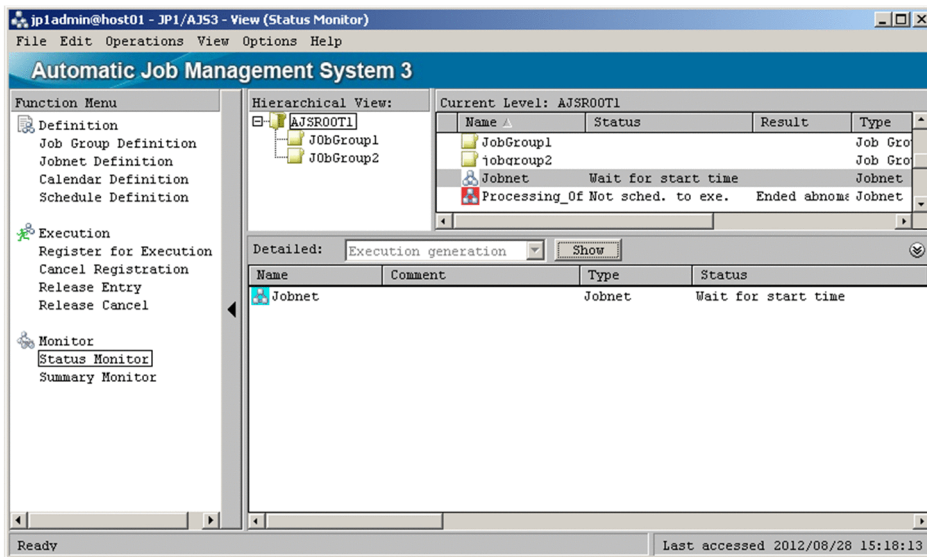 jp1admin@host01 - JP1/AJS3 - View (Status Monitor)
File Edit Operations View Options Help
Automatic Job Management System 3
Function Menu
Definition
Job Group Definition
Jobnet Definition
Calendar Definition
Schedule Definition
Execution
Register for Execution
Cancel Registration
Release Entry
Release Cancel
Monitor
Status Monitor
Summary Monitor
Hierarchical View:
AJSROOT1
JObGroup1
JObGroup2
Current Level: AJSROOT1
Name Status Result Type
JobGroup1 Job Gro
jobgroup2 Job Gro
Jobnet Wait for start time Jobnet
Processing_Of Not sched. to exe. Ended abnoma Jobnet
Detailed: Execution generation Show
Name Comment Type Status
Jobnet Jobnet Wait for start time
Ready Last accessed 2012/08/28 15:18:13